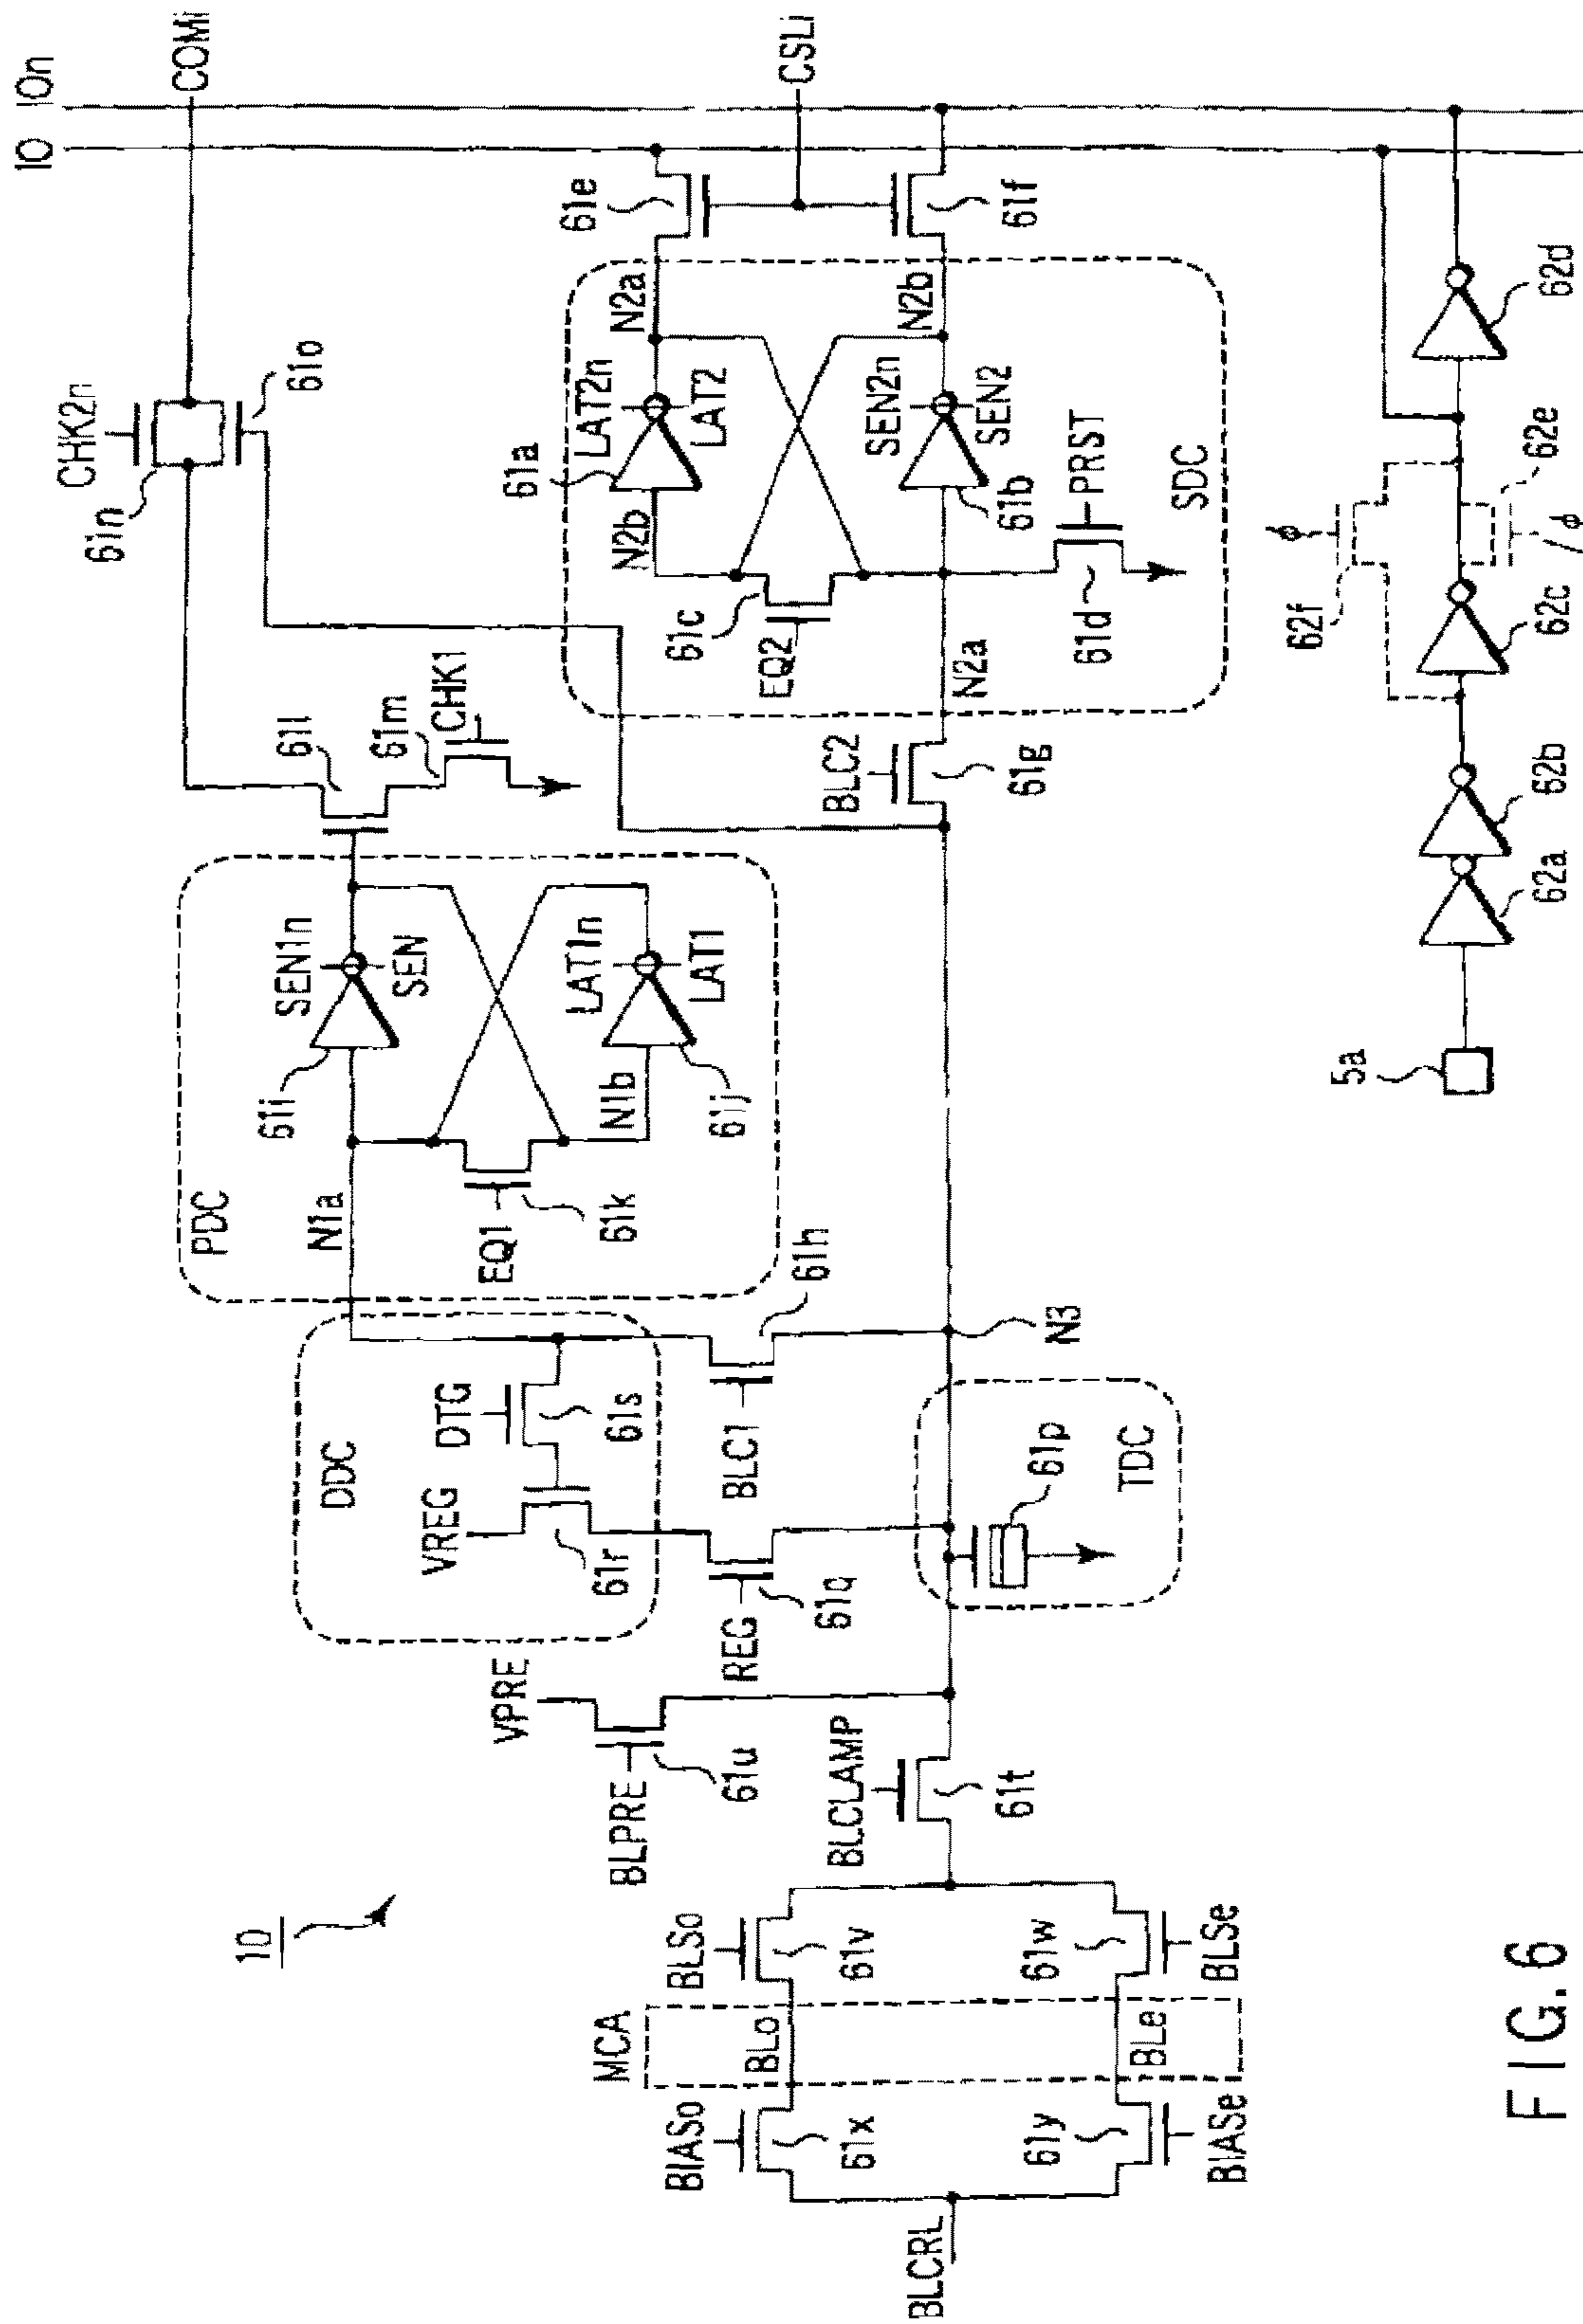 10
IO
IOn
CHK2n
COMi
61n
61o
PDC
SEN1n
61i
61l
N1a
SEN
61m
CHK1
DDC
DTG
VREG
61s
61r
EQ1
61k
N1b
LAT1n
LAT1
61j
VPRE
BLPRE
61u
REG
61q
BLC1
61h
61a
LAT2n
N2a
61e
N2b
LAT2
61c
EQ2
CSLi
MCA
BIASo
BLSo
BLo
61x
61v
BLCLAMP
BLC2
SEN2n
N2b
BLCRL
61t
61p
N3
61g
N2a
SEN2
61b
61f
61y
61w
61d
PRST
BIASe
BLe
BLSe
TDC
SDC
5a
62f
φ
62a
62b
62c
62e
/φ
62d
FIG. 6